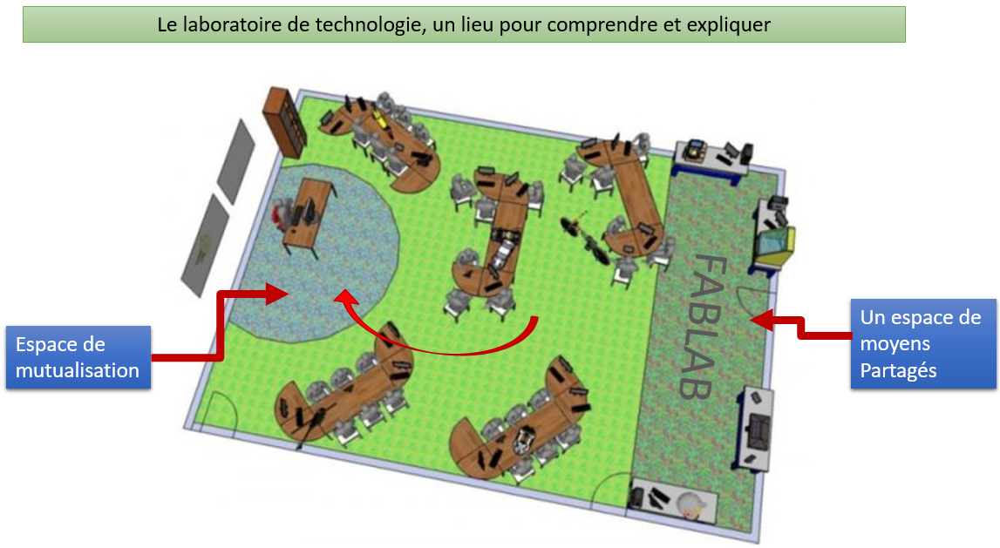 Le laboratoire de technologie, un lieu pour comprendre et expliquer
Espace de
mutualisation
FABLAB
Un espace de
moyens
Partagés